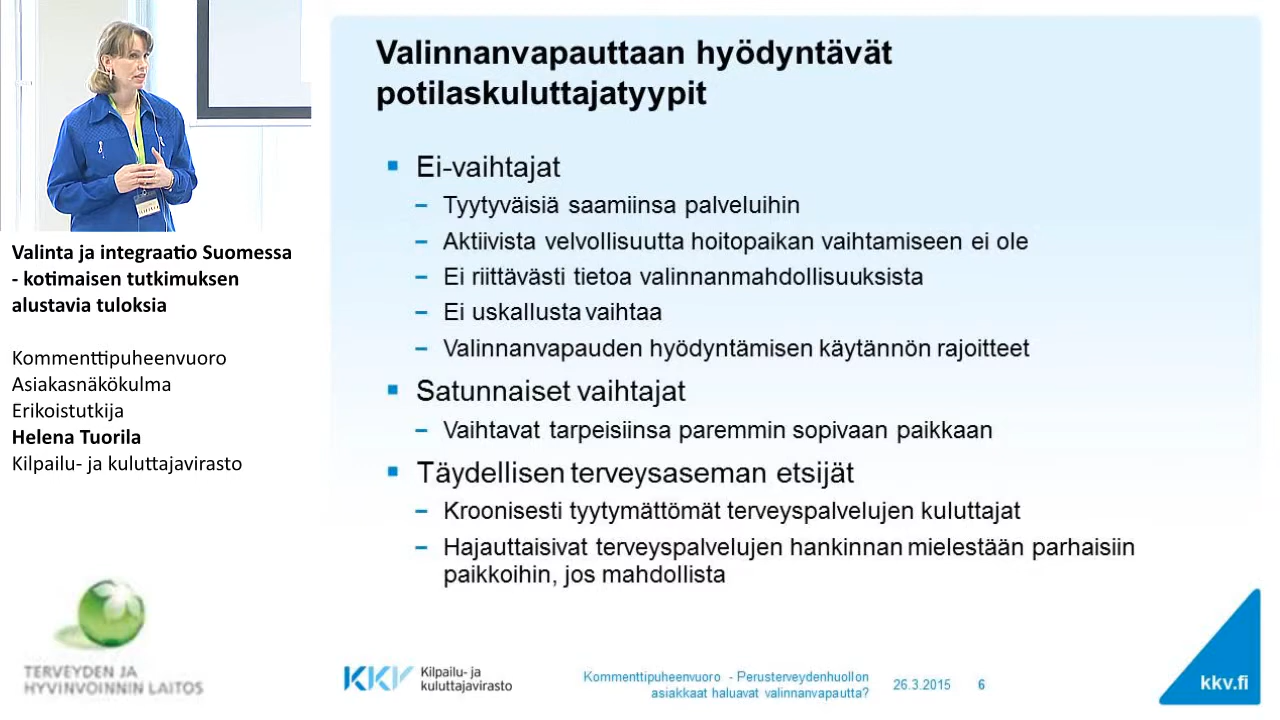 Valinta ja integraatio Suomessa
- kotimaisen tutkimuksen
alustavia tuloksia
Kommenttipuheenvuoro
Asiakasnäkökulma
Erikoistutkija
Helena Tuorila
Kilpailu- ja kuluttajavirasto
TERVEYDEN JA
HYVINVOINNIN LAITOS
Valinnanvapauttaan hyödyntävät
potilaskuluttajatyypit
Ei-vaihtajat
– Tyytyväisiä saamiinsa palveluihin
– Aktiivista velvollisuutta hoitopaikan vaihtamiseen ei ole
– Ei riittävästi tietoa valinnanmahdollisuuksista
– Ei uskallusta vaihtaa
– Valinnanvapauden hyödyntämisen käytännön rajoitteet
Satunnaiset vaihtajat
– Vaihtavat tarpeisiinsa paremmin sopivaan paikkaan
Täydellisen terveysaseman etsijät
– Kroonisesti tyytymättömät terveyspalvelujen kuluttajat
– Hajauttaisivat terveyspalvelujen hankinnan mielestään parhaisiin
paikkoihin, jos mahdollista
KKV Kilpailu- ja
kuluttajavirasto
Kommenttipuheenvuoro - Perusterveydenhuollon
asiakkaat haluavat valinnanvapautta?
26.3.2015 6
kkv.fi